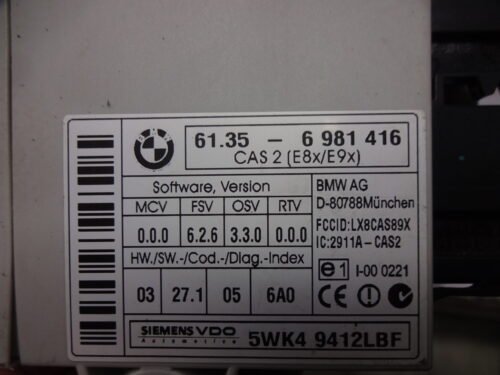 BMW
61.35 - 6 981 416
CAS 2 (E8x/E9x)
Software, Version
MCV FSV OSV RTV
0.0.0 6.2.6 3.3.0 0.0.0
HW./SW.-/Cod.-/Diag.-Index
03 27.1 05 6A0
BMW AG
D-80788München
FCCID:LX8CAS89X
IC:2911A-CAS2
e1 I-00 0221
SIEMENS VDO
Automotive
5WK4 9412LBF